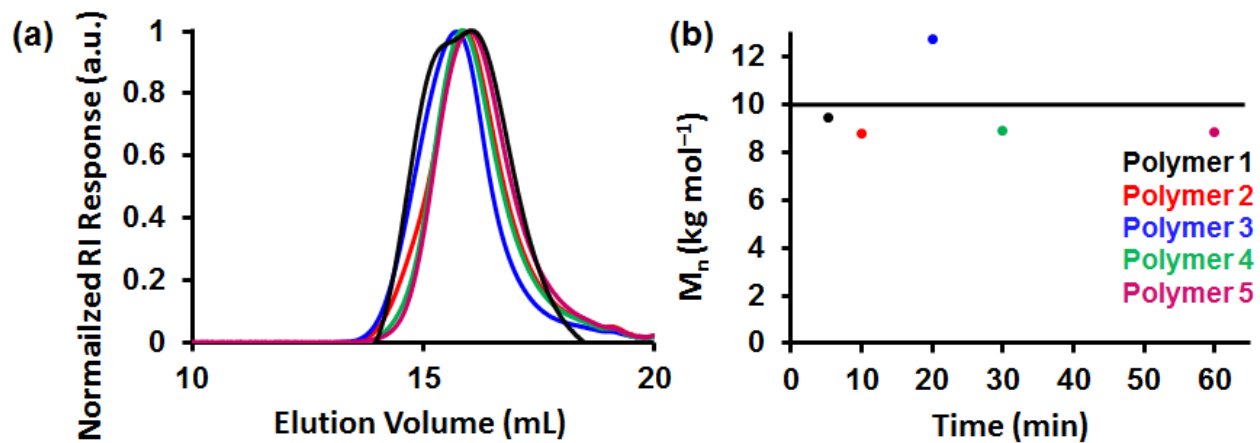 (a)
Normailzed RI Response (a.u.)
1
0.8
0.6
0.4
0.2
0
10
15
20
Elution Volume (mL)
(b)
Mn (kg mol⁻¹)
12
10
8
6
4
2
0
0
10
20
30
40
50
60
Time (min)
Polymer 1
Polymer 2
Polymer 3
Polymer 4
Polymer 5